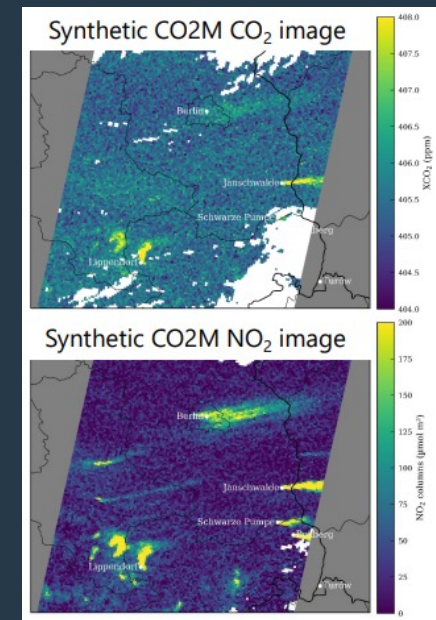 Synthetic CO2M CO₂ image
Berlin
Jänschwalde
Schwarze Pumpe
Boxberg
Lippendorf
Turów
408.0
407.5
407.0
406.5
406.0
405.5
405.0
404.5
404.0
XCO₂ (ppm)
Synthetic CO2M NO₂ image
Berlin
Jänschwalde
Schwarze Pumpe
Boxberg
Lippendorf
Turów
200
175
150
125
100
75
50
25
0
NO₂ columns (µmol m²)